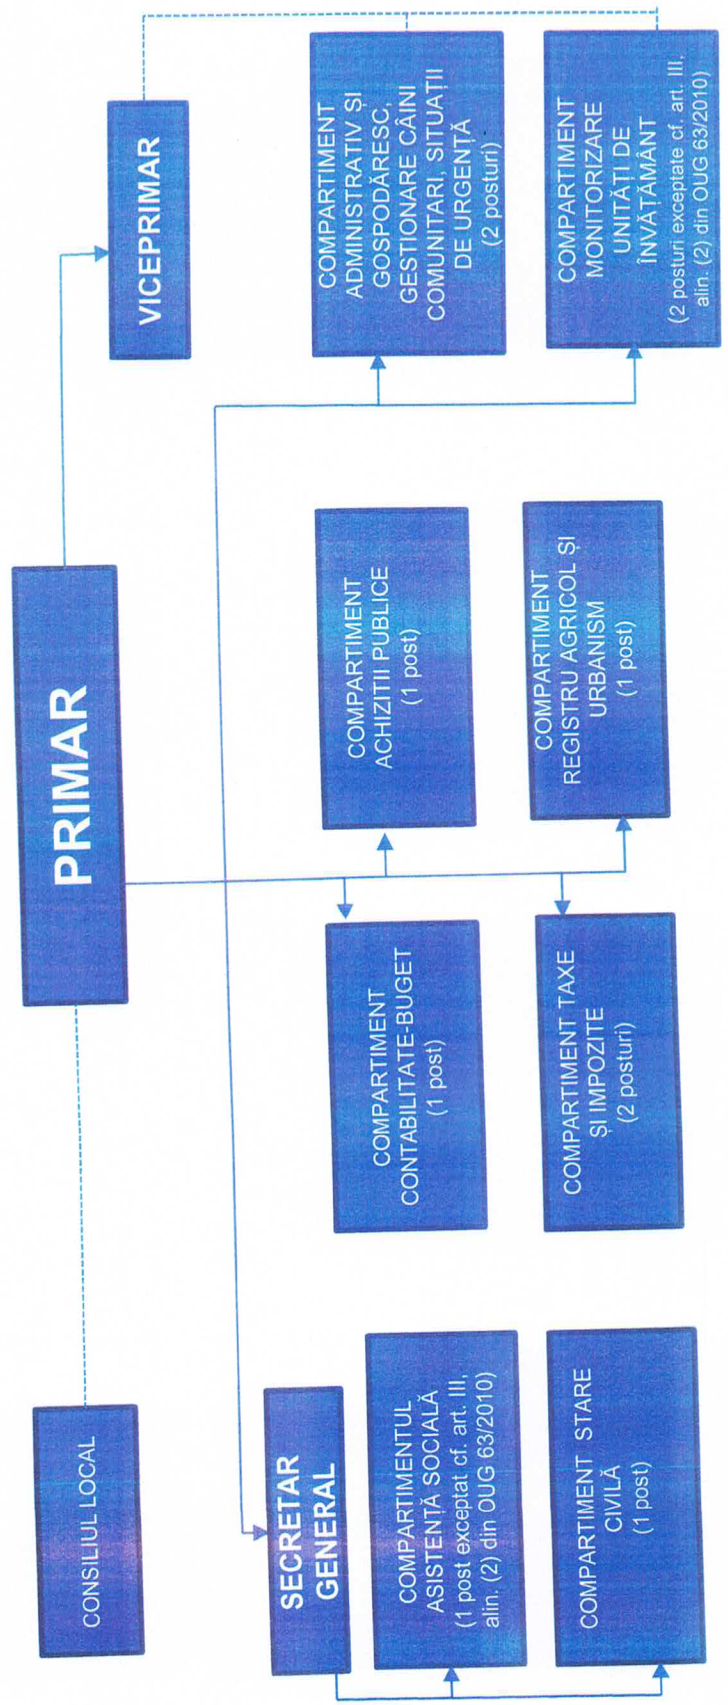 CONSILIUL LOCAL
PRIMAR
VICEPRIMAR
SECRETAR
GENERAL
COMPARTIMENTUL
ASISTENȚĂ SOCIALĂ
(1 post exceptat cf. art. III,
alin. (2) din OUG 63/2010)
COMPARTIMENT STARE
CIVILĂ
(1 post)
COMPARTIMENT
CONTABILITATE-BUGET
(1 post)
COMPARTIMENT TAXE
ȘI IMPOZITE
(2 posturi)
COMPARTIMENT
ACHIZITII PUBLICE
(1 post)
COMPARTIMENT
REGISTRU AGRICOL ȘI
URBANISM
(1 post)
COMPARTIMENT
ADMINISTRATIV ȘI
GOSPODĂRESC,
GESTIONARE CÂINI
COMUNITARI, SITUAȚII
DE URGENȚĂ
(2 posturi)
COMPARTIMENT
MONITORIZARE
UNITĂȚI DE
ÎNVĂȚĂMÂNT
(2 posturi exceptate cf. art. III,
alin. (2) din OUG 63/2010)